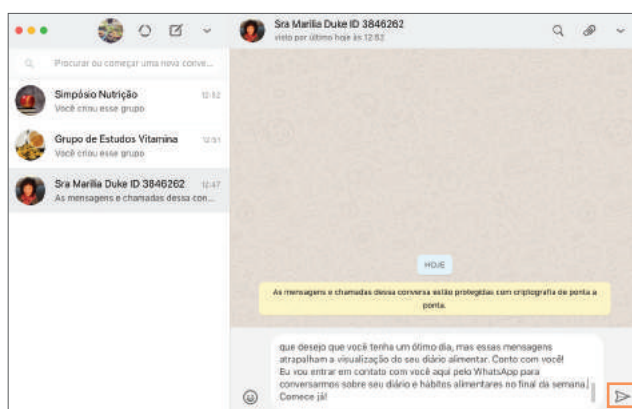 Sra Marilia Duke ID 3846262
visto por último hoje às 12:52
Procurar ou começar uma nova conve...
Simpósio Nutrição 12:52
Você criou esse grupo
Grupo de Estudos Vitamina 12:51
Você criou esse grupo
Sra Marilia Duke ID 3846262 12:47
As mensagens e chamadas dessa con...
HOJE
As mensagens e chamadas dessa conversa estão protegidas com criptografia de ponta a
ponta.
que desejo que você tenha um ótimo dia, mas essas mensagens
atrapalham a visualização do seu diário alimentar. Conto com você!
Eu vou entrar em contato com você aqui pelo WhatsApp para
conversarmos sobre seu diário e hábitos alimentares no final da semana.
Comece já!